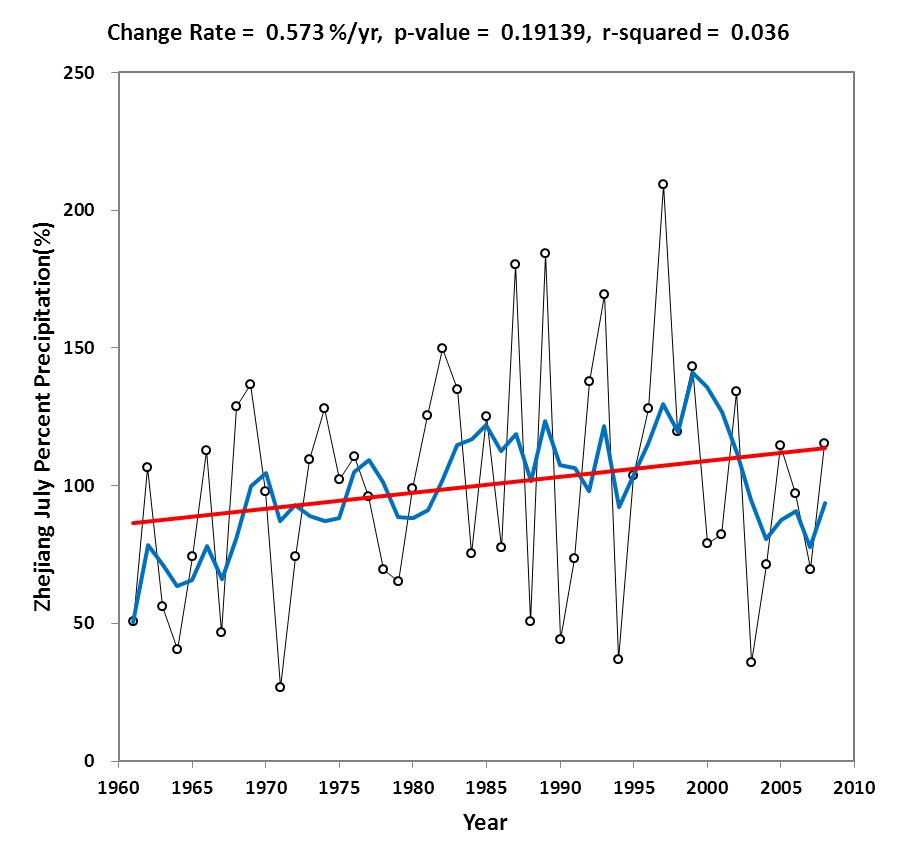 Change Rate = 0.573 %/yr, p-value = 0.19139, r-squared = 0.036
250
200
150
100
50
0
Zhejiang July Percent Precipitation(%)
1960 1965 1970 1975 1980 1985 1990 1995 2000 2005 2010
Year